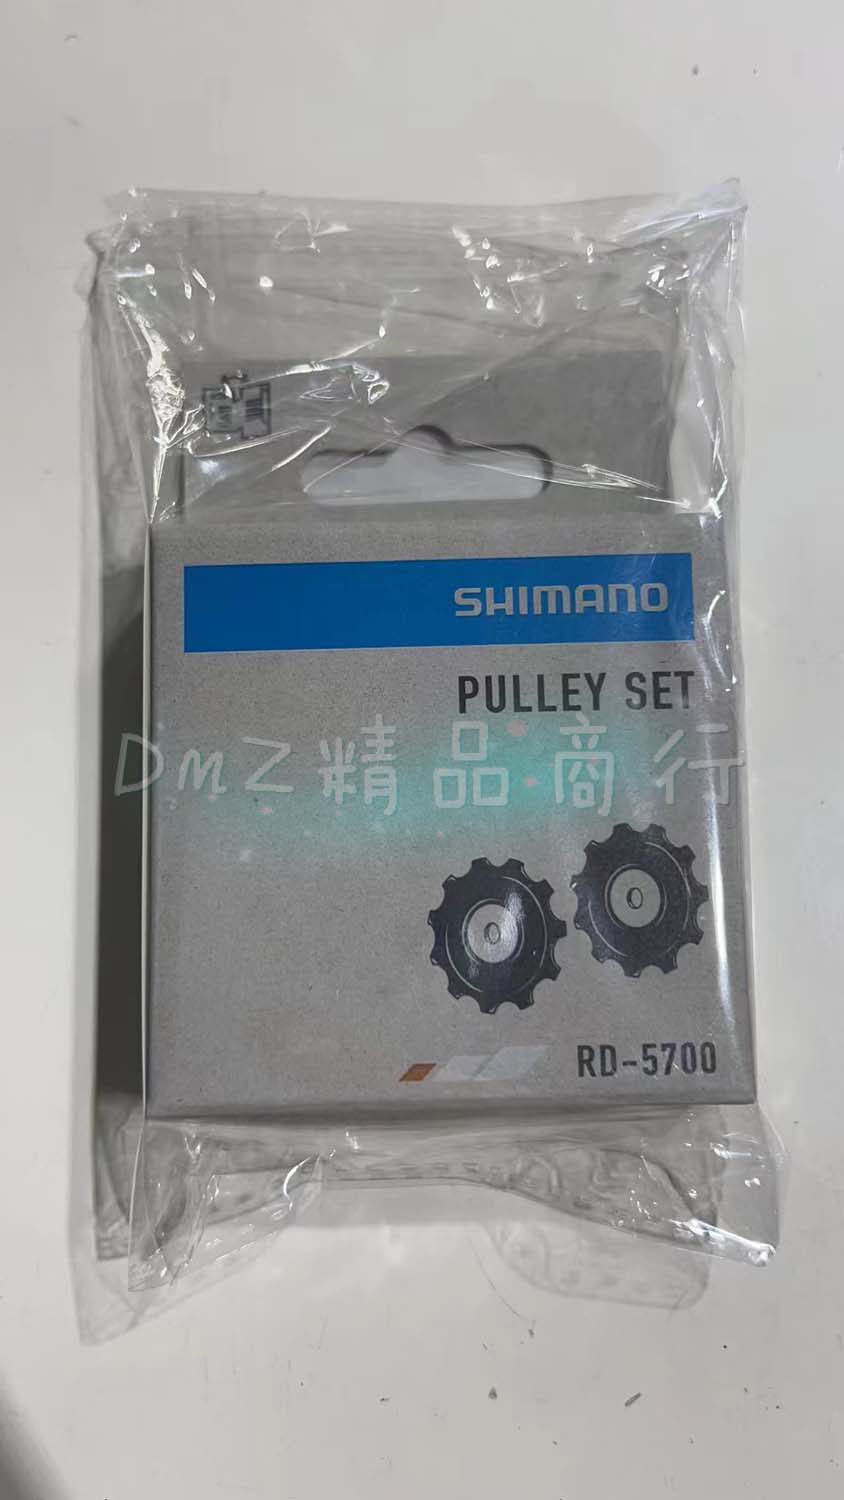 SHIMANO
PULLEY SET
DMZ精品商行
RD-5700